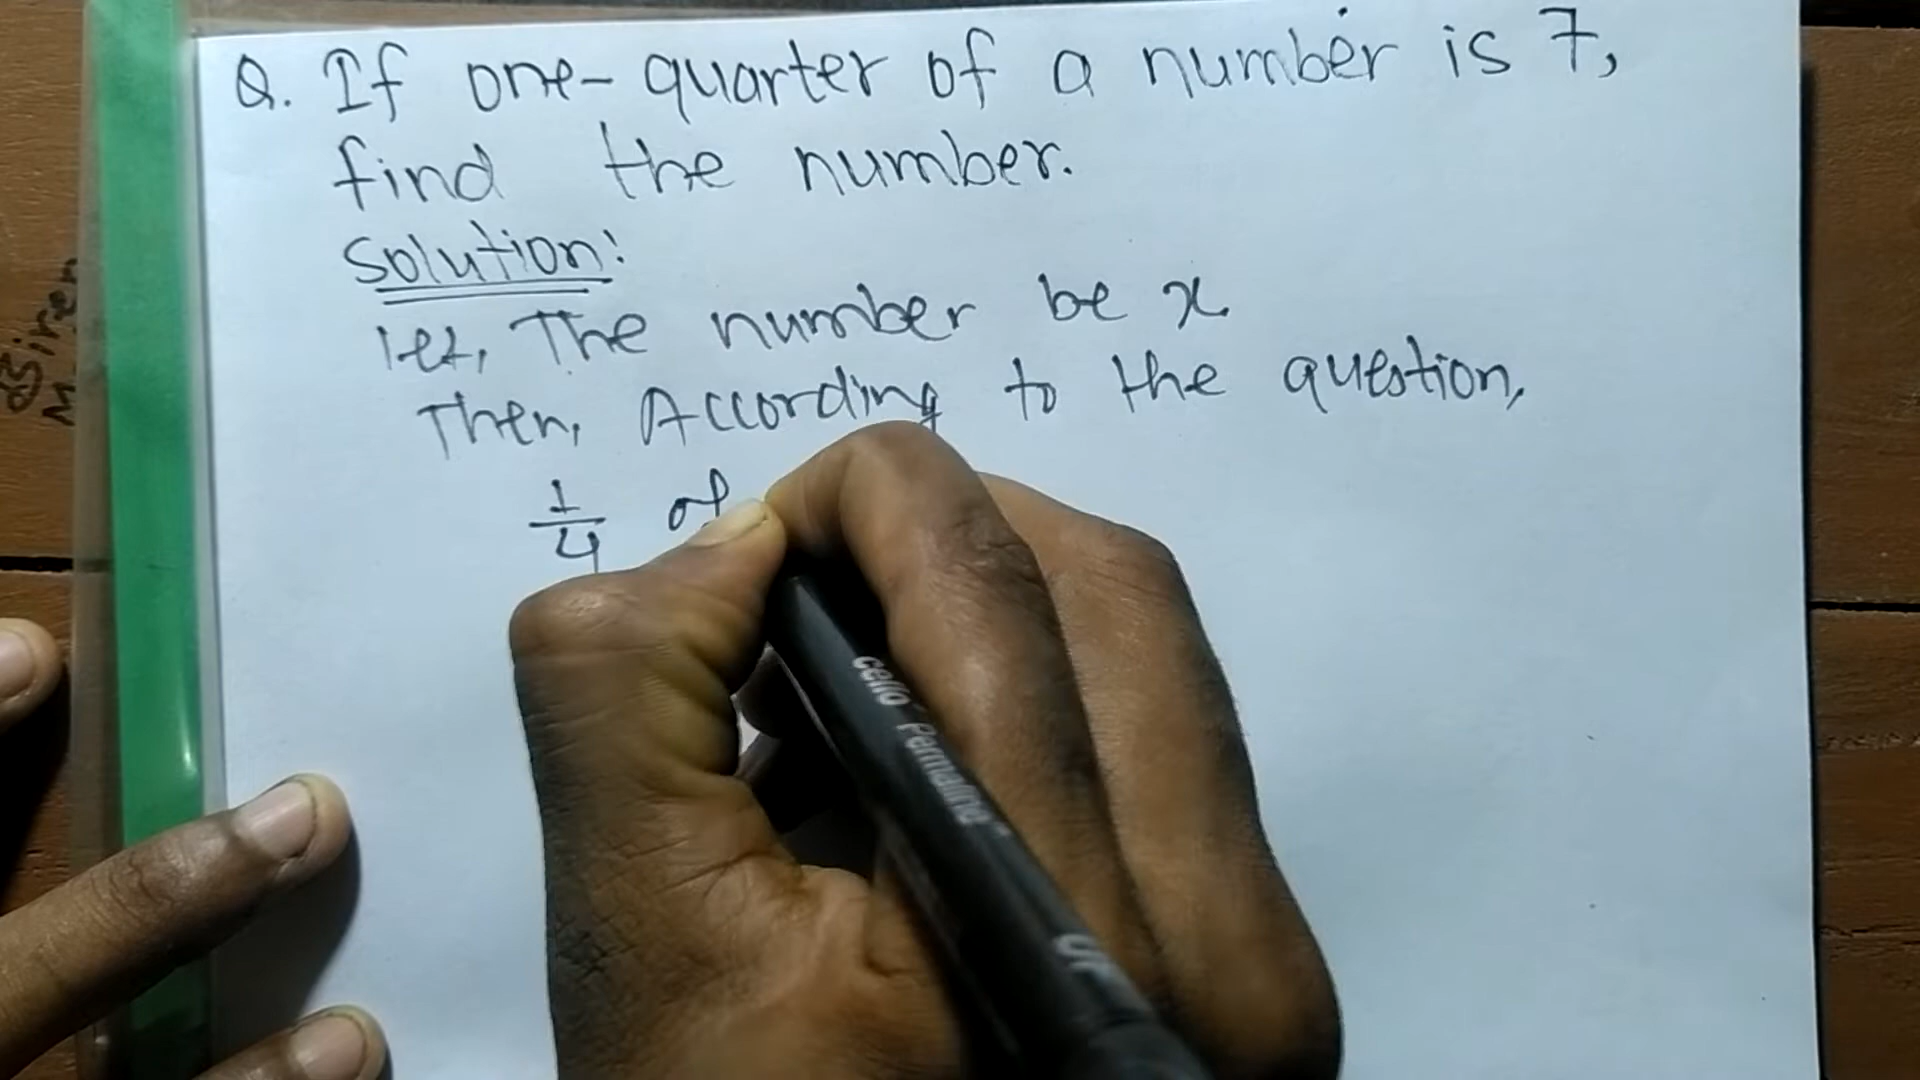 Q. If one-quarter of a number is 7,
find the number.
Solution:
let, The number be x
Then, According to the question,
1/4 of
cello Permaline